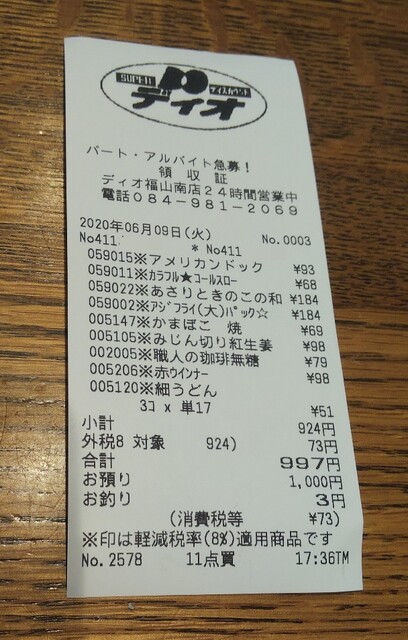 SUPER ディスカウント
ディオ
パート・アルバイト急募!
領収証
ディオ福山南店24時間営業中
電話084-981-2069
2020年06月09日(火) No.0003
No411 * No411
059015※アメリカンドック ¥93
059011※カラフル★コールスロー ¥68
059022※あさりときのこの和 ¥184
059002※アジフライ(大)パック☆ ¥184
005147※かまぼこ 焼 ¥69
005105※みじん切り紅生姜 ¥98
002005※職人の珈琲無糖 ¥79
005206※赤ウインナー ¥98
005120※細うどん
3コ x 単17 ¥51
小計 924円
外税8 対象 924) 73円
合計 997円
お預り 1,000円
お釣り 3円
(消費税等 ¥73)
※印は軽減税率(8%)適用商品です
No.2578 11点買 17:36TM